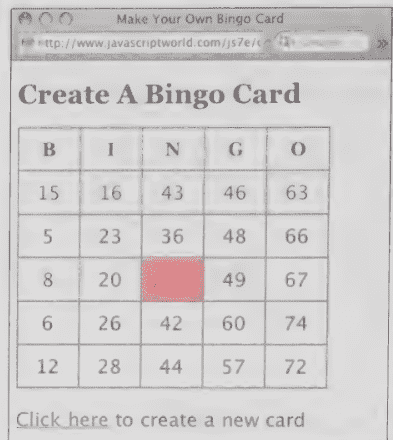 Make Your Own Bingo Card
http://www.javascriptworld.com/js7e/c
Create A Bingo Card
B I N G O
15 16 43 46 63
5 23 36 48 66
8 20 49 67
6 26 42 60 74
12 28 44 57 72
Click here to create a new card